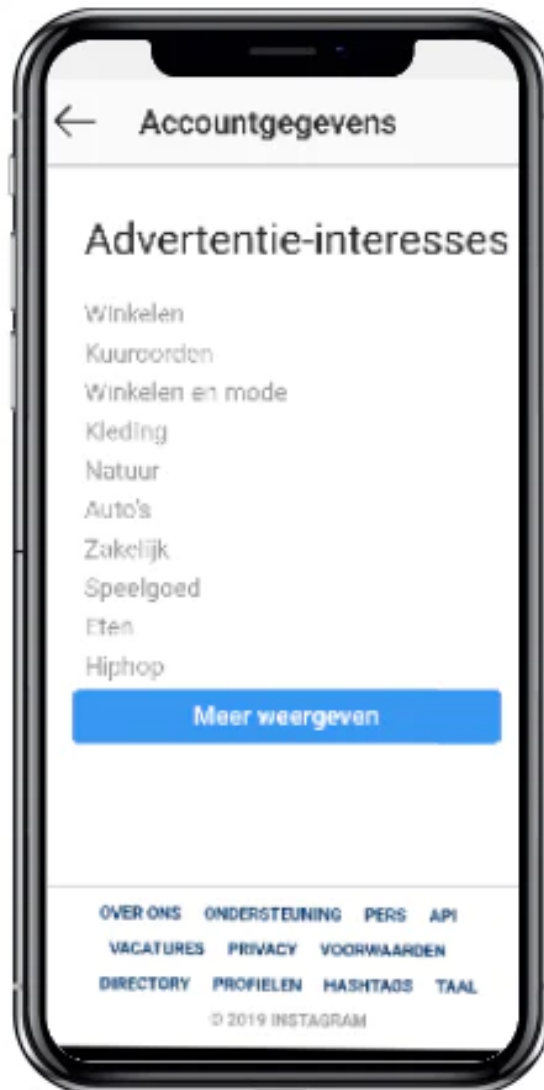 Accountgegevens
Advertentie-interesses
Winkelen
Kuuroorden
Winkelen en mode
Kleding
Natuur
Auto's
Zakelijk
Speelgoed
Eten
Hiphop
Meer weergeven
OVER ONS ONDERSTEUNING PERS API
VACATURES PRIVACY VOORWAARDEN
DIRECTORY PROFIELEN HASHTAGS TAAL
© 2019 INSTAGRAM